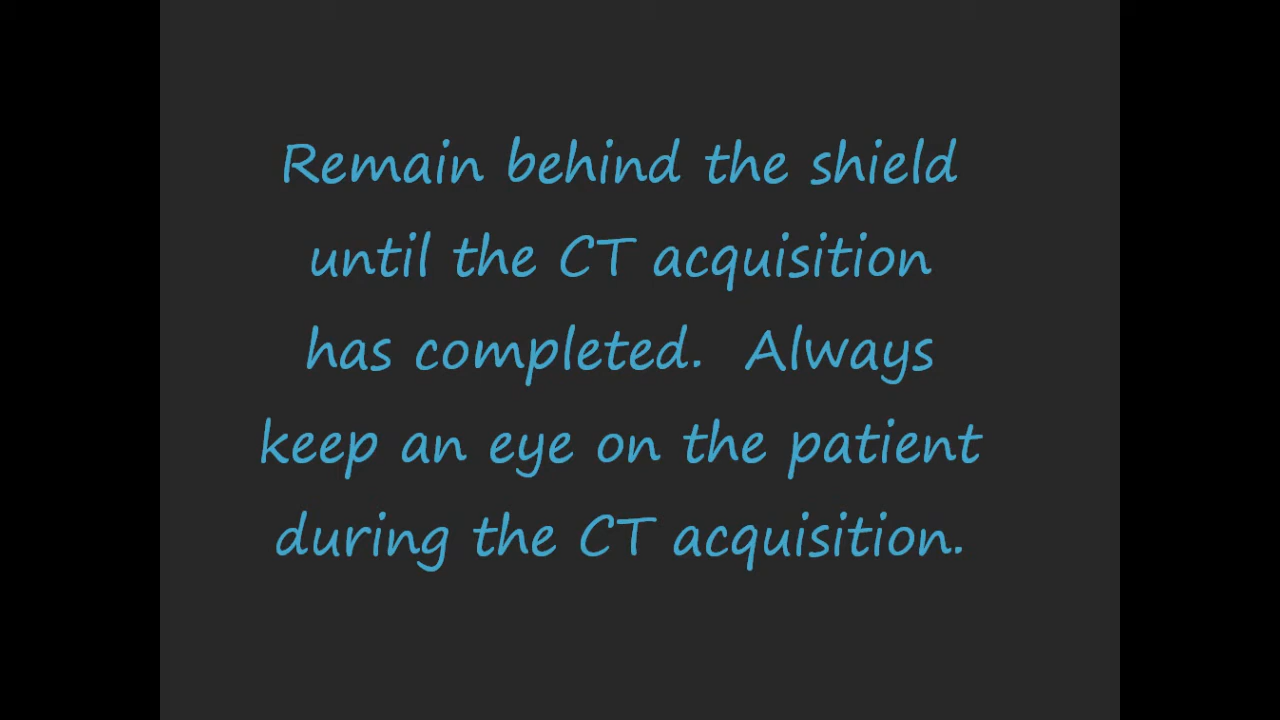 Remain behind the shield
until the CT acquisition
has completed.  Always
keep an eye on the patient
during the CT acquisition.